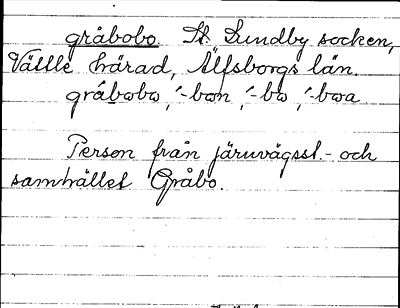 gråbobo St. Lundby socken,
Vättle härad, Älfsborgs län.
gråbobo, ´-bon, ´-bo, ´-boa
Person från järnvägsst.- och
samhället Gråbo.